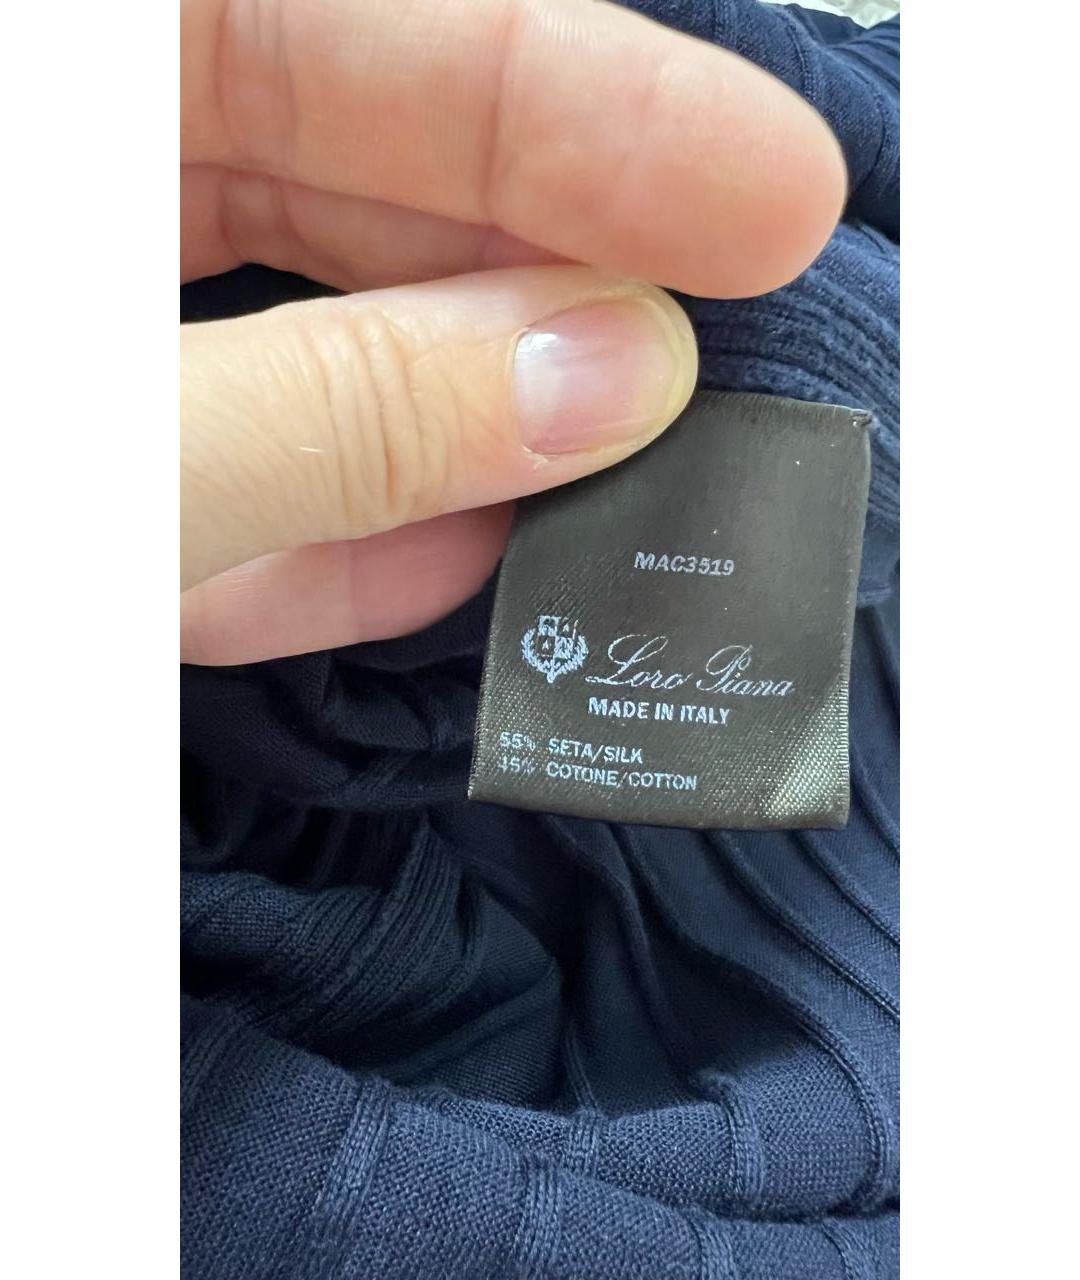 MAC3519
Loro Piana
MADE IN ITALY
55% SETA/SILK
45% COTONE/COTTON